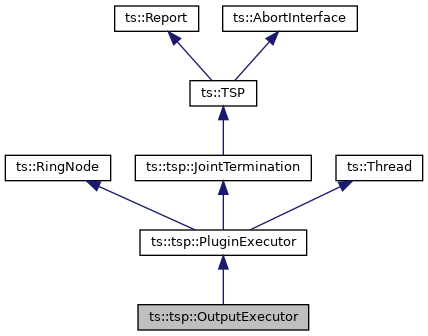 ts::Report
ts::AbortInterface
ts::TSP
ts::RingNode
ts::tsp::JointTermination
ts::Thread
ts::tsp::PluginExecutor
ts::tsp::OutputExecutor